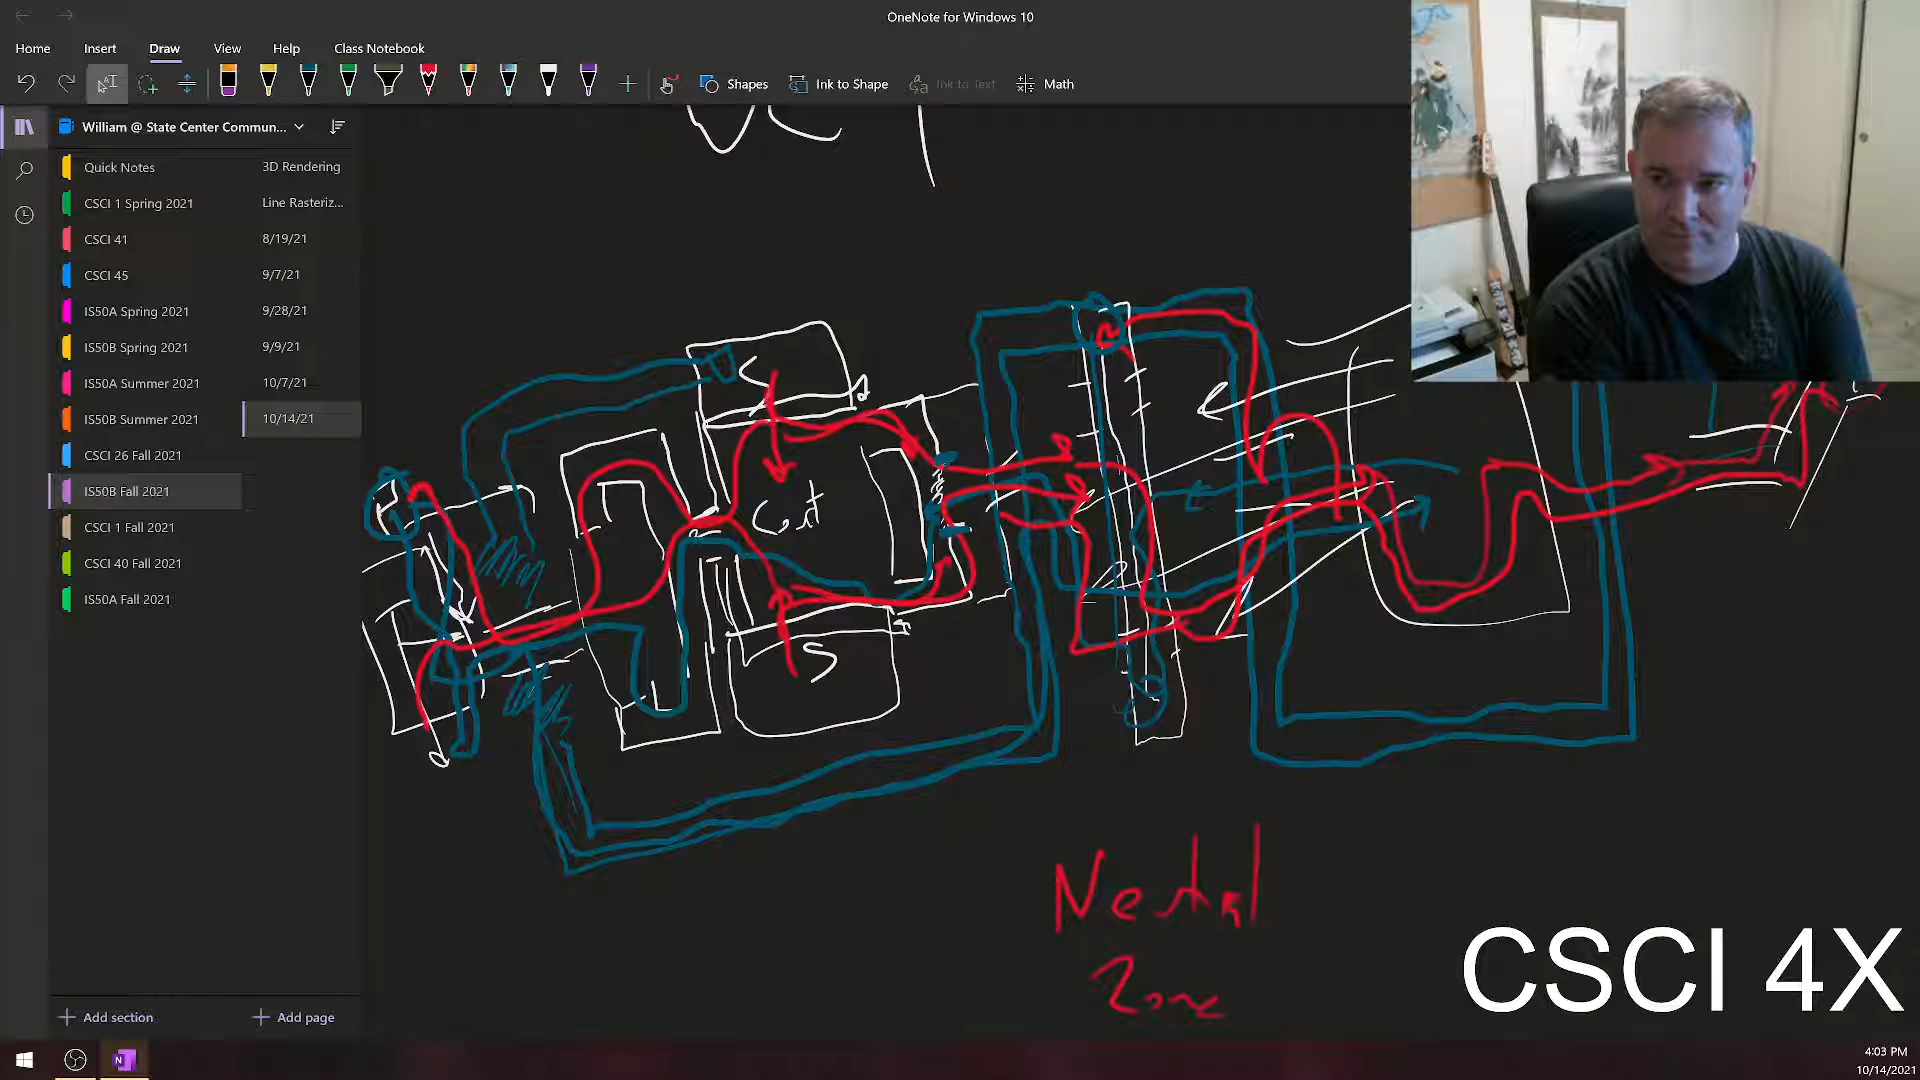 OneNote for Windows 10
Home Insert Draw View Help Class Notebook
Shapes Ink to Shape Ink to Text Math
William @ State Center Commun...
Quick Notes
CSCI 1 Spring 2021
CSCI 41
CSCI 45
IS50A Spring 2021
IS50B Spring 2021
IS50A Summer 2021
IS50B Summer 2021
CSCI 26 Fall 2021
IS50B Fall 2021
CSCI 1 Fall 2021
CSCI 40 Fall 2021
IS50A Fall 2021
Add section
3D Rendering
Line Rasteriz...
8/19/21
9/7/21
9/28/21
9/9/21
10/7/21
10/14/21
Add page
S
Neutral
Zone
CSCI 4X
4:03 PM
10/14/2021